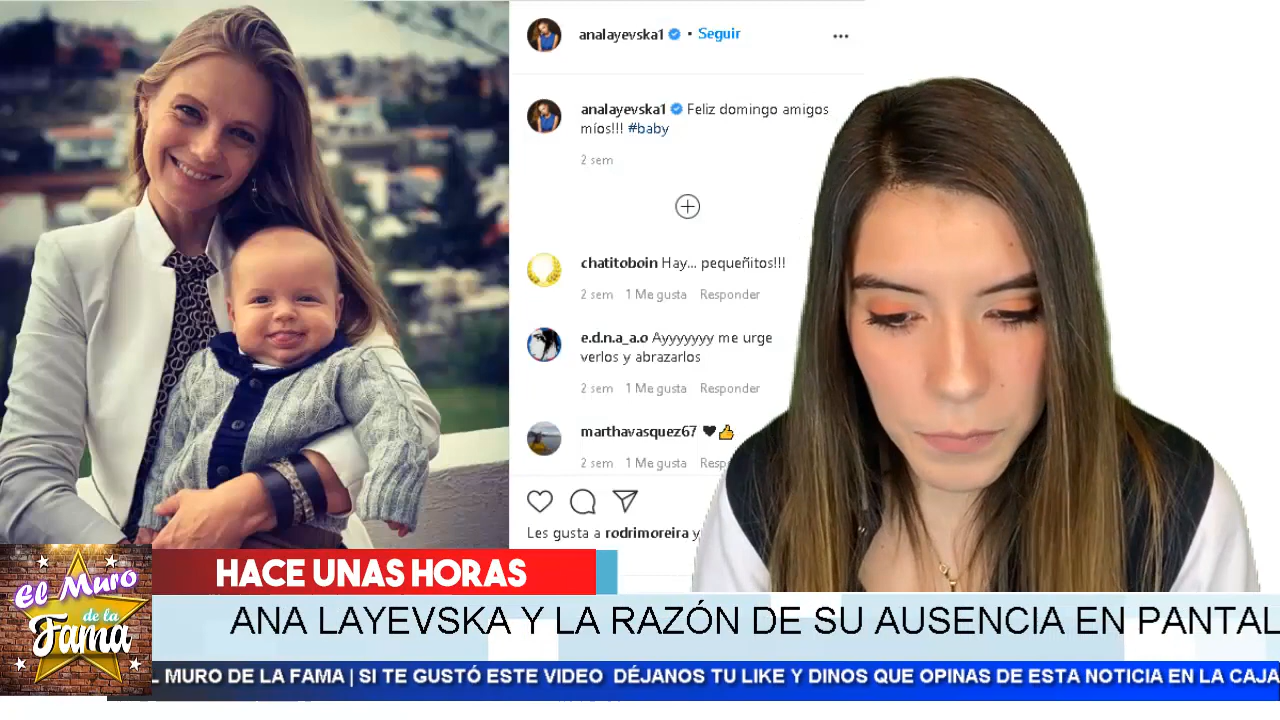 analayevska1 • Seguir
analayevska1 Feliz domingo amigos
míos!!! #baby
2 sem
chatitoboin Hay... pequeñitos!!!
2 sem 1 Me gusta Responder
e.d.n_a_a.o Ayyyyyyy me urge
verlos y abrazarlos
2 sem 1 Me gusta Responder
marthavasquez67
2 sem 1 Me gusta Resp
Les gusta a rodrimoreira y
El Muro
de la
Fama
HACE UNAS HORAS
ANA LAYEVSKA Y LA RAZÓN DE SU AUSENCIA EN PANTAL
L MURO DE LA FAMA | SI TE GUSTÓ ESTE VIDEO DÉJANOS TU LIKE Y DINOS QUE OPINAS DE ESTA NOTICIA EN LA CAJA